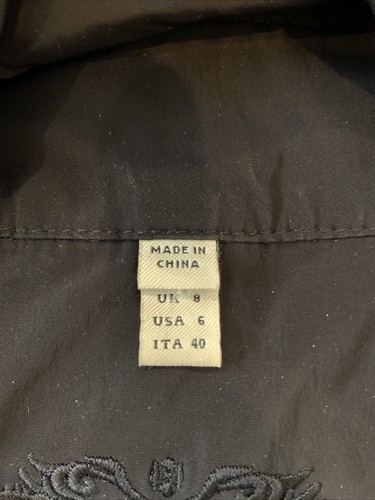 MADE IN
CHINA
UK 8
USA 6
ITA 40